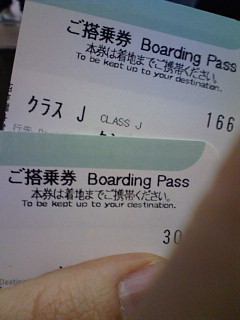 ご搭乗券 Boarding Pass
本券は着地までご携帯ください。
To be kept up to your destination.
クラス J CLASS J 166
行先
ご搭乗券 Boarding Pass
本券は着地までご携帯ください。
To be kept up to your destination.
30
Destin